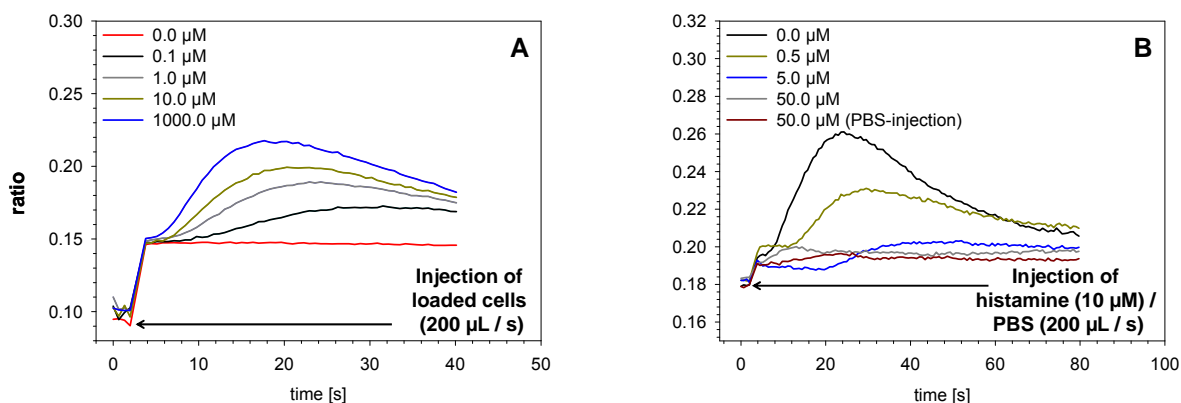 A
0.0 µM
0.1 µM
1.0 µM
10.0 µM
1000.0 µM
0.30
0.25
0.20
0.15
0.10
ratio
Injection of
loaded cells
(200 µL / s)
0 10 20 30 40 50
time [s]
B
0.0 µM
0.5 µM
5.0 µM
50.0 µM
50.0 µM (PBS-injection)
0.32
0.30
0.28
0.26
0.24
0.22
0.20
0.18
0.16
Injection of
histamine (10 µM) /
PBS (200 µL / s)
0 20 40 60 80 100
time [s]